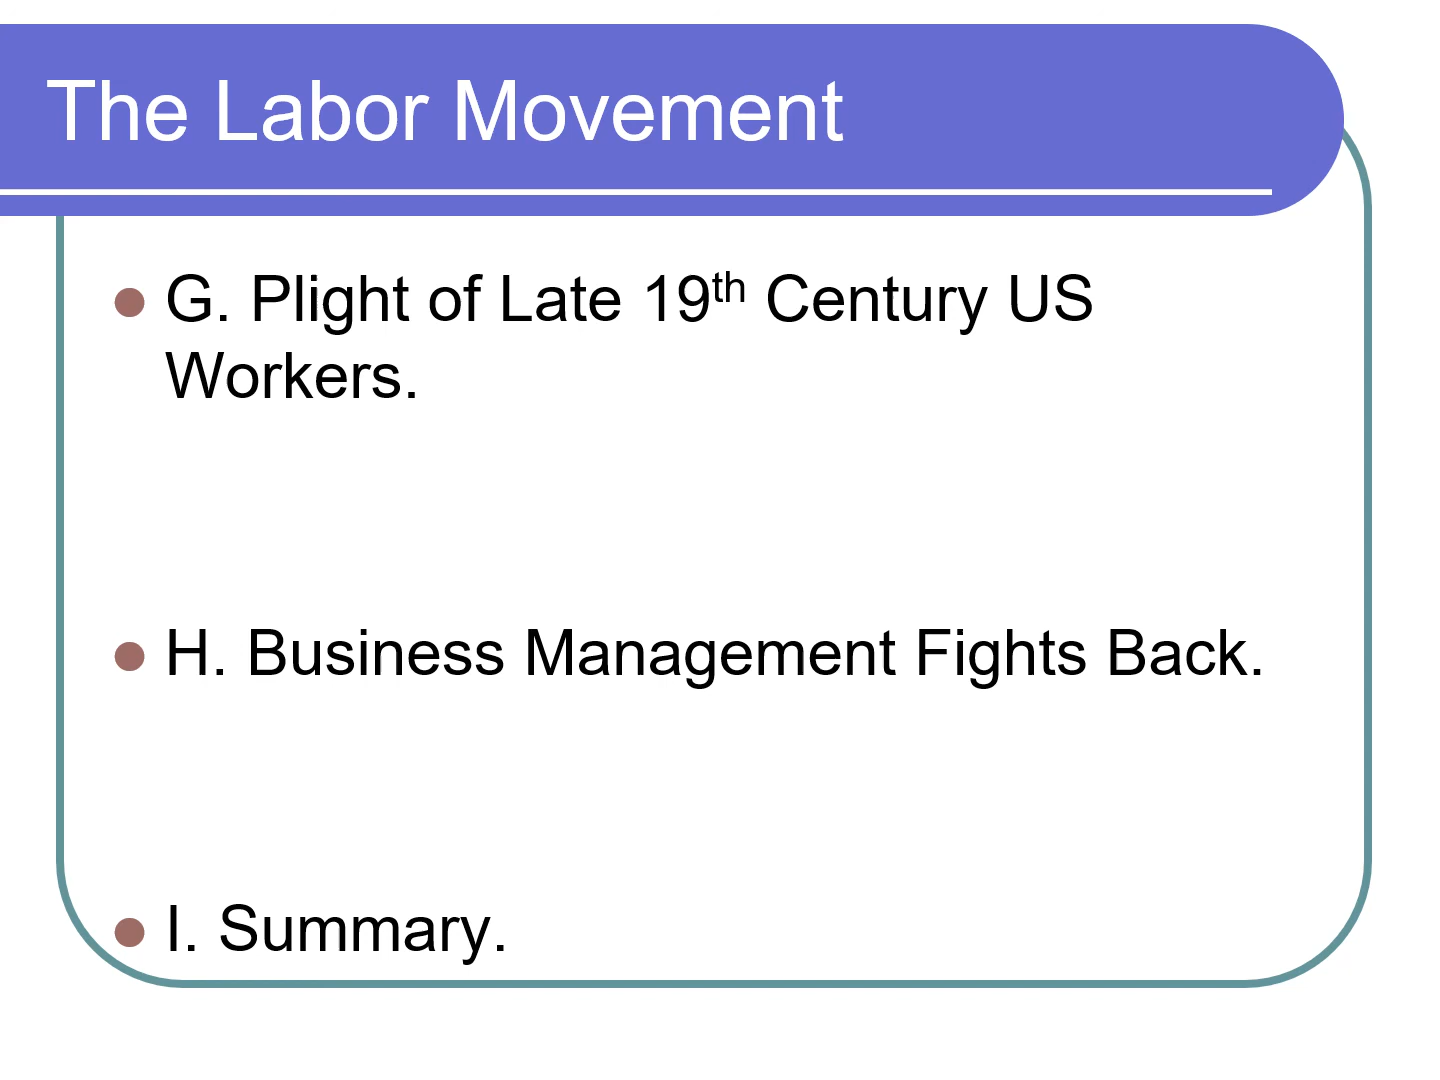 The Labor Movement
G. Plight of Late 19th Century US
Workers.
H. Business Management Fights Back.
I. Summary.